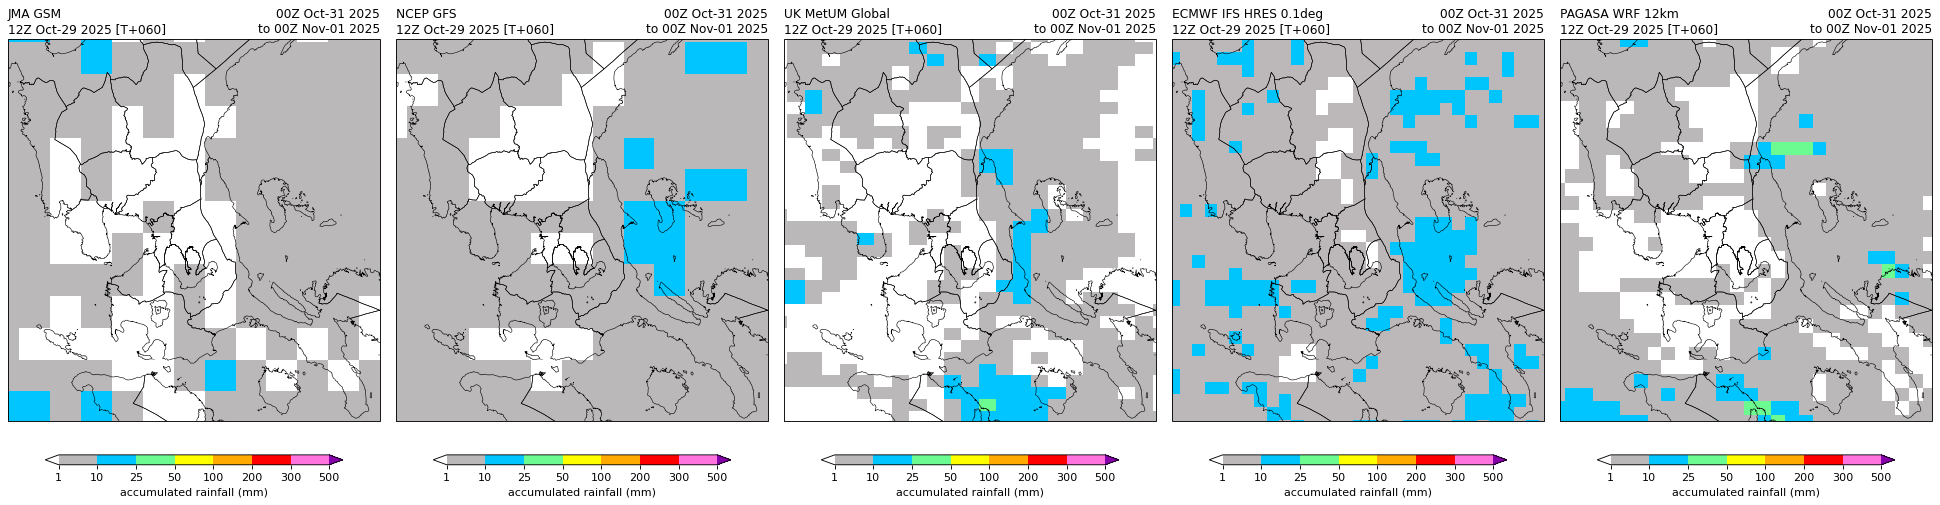 JMA GSM 00Z Oct-31 2025
12Z Oct-29 2025 [T+060] to 00Z Nov-01 2025
1 10 25 50 100 200 300 500
accumulated rainfall (mm)
NCEP GFS 00Z Oct-31 2025
12Z Oct-29 2025 [T+060] to 00Z Nov-01 2025
1 10 25 50 100 200 300 500
accumulated rainfall (mm)
UK MetUM Global 00Z Oct-31 2025
12Z Oct-29 2025 [T+060] to 00Z Nov-01 2025
1 10 25 50 100 200 300 500
accumulated rainfall (mm)
ECMWF IFS HRES 0.1deg 00Z Oct-31 2025
12Z Oct-29 2025 [T+060] to 00Z Nov-01 2025
1 10 25 50 100 200 300 500
accumulated rainfall (mm)
PAGASA WRF 12km 00Z Oct-31 2025
12Z Oct-29 2025 [T+060] to 00Z Nov-01 2025
1 10 25 50 100 200 300 500
accumulated rainfall (mm)